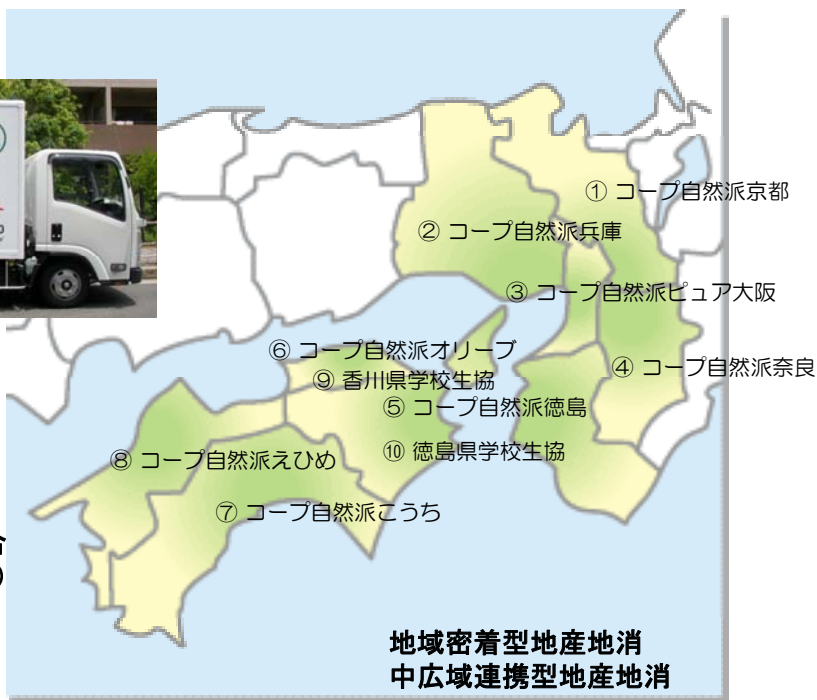 ① コープ自然派京都
② コープ自然派兵庫
③ コープ自然派ピュア大阪
④ コープ自然派奈良
⑥ コープ自然派オリーブ
⑨ 香川県学校生協
⑤ コープ自然派徳島
⑩ 徳島県学校生協
⑧ コープ自然派えひめ
⑦ コープ自然派こうち
地域密着型地産地消
中広域連携型地産地消